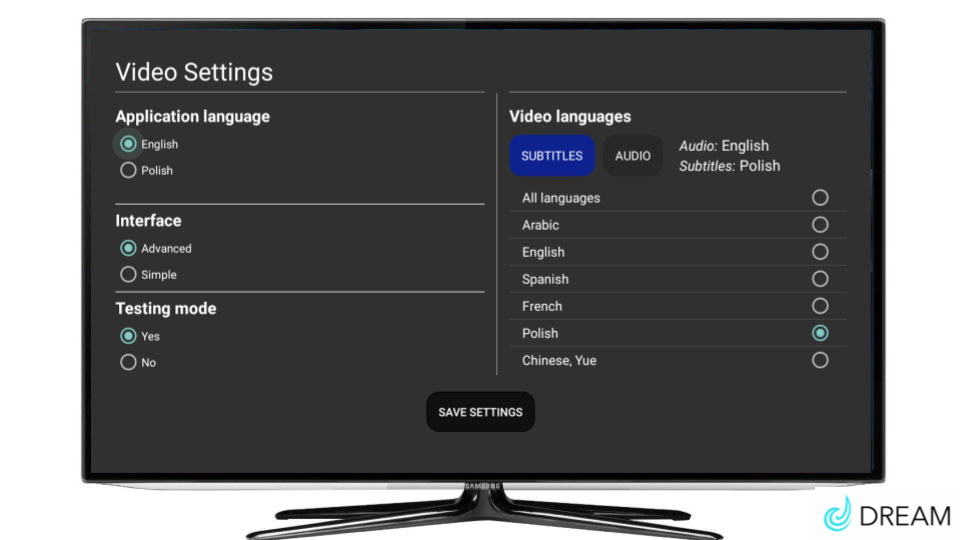 Video Settings
Application language
English
Polish
Interface
Advanced
Simple
Testing mode
Yes
No
Video languages
SUBTITLES
AUDIO
Audio: English
Subtitles: Polish
All languages
Arabic
English
Spanish
French
Polish
Chinese, Yue
SAVE SETTINGS
SAMSUNG
DREAM